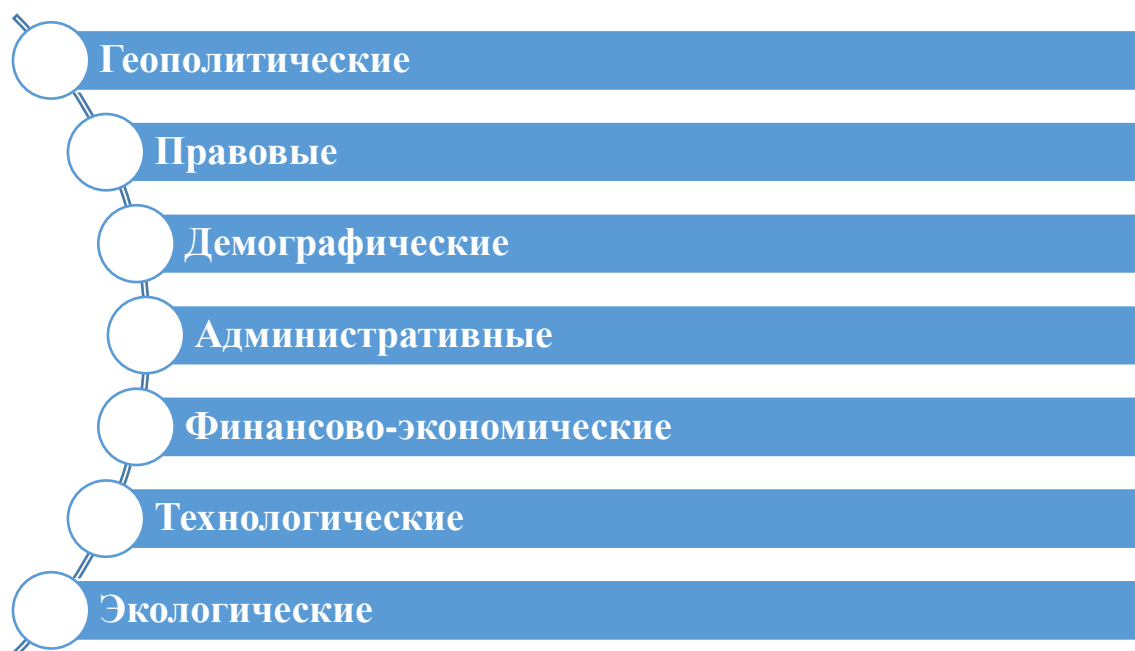 Геополитические
Правовые
Демографические
Административные
Финансово-экономические
Технологические
Экологические